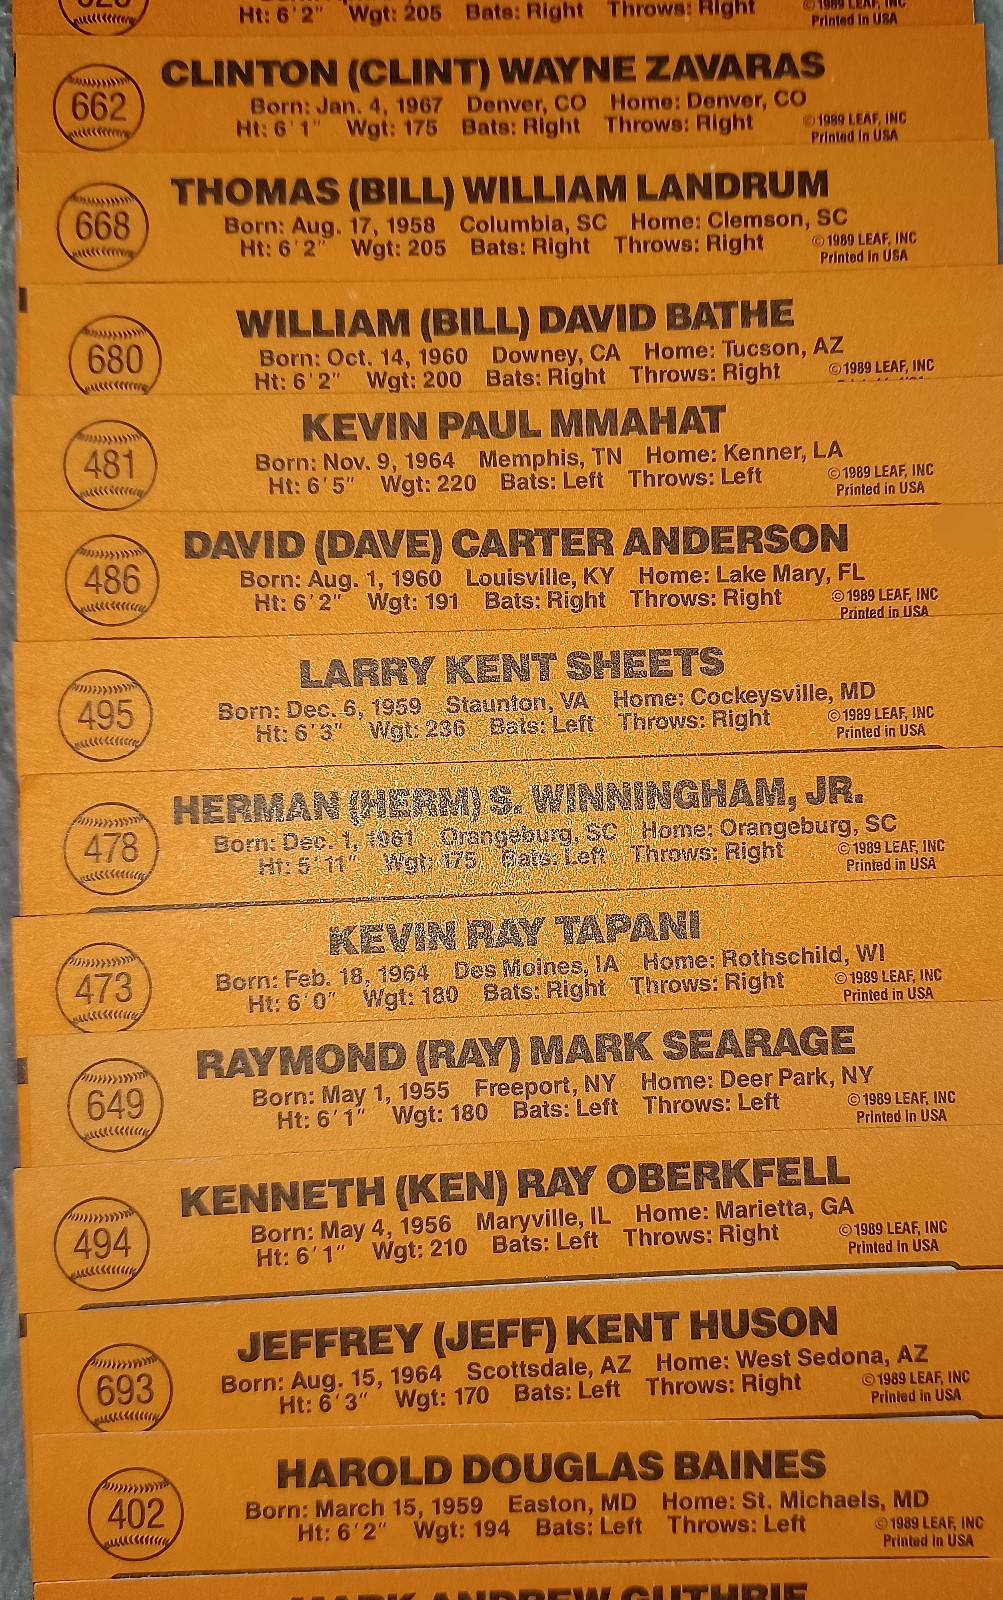 Ht: 6'2" Wgt: 205 Bats: Right Throws: Right ©1989 LEAF, INC
Printed in USA
CLINTON (CLINT) WAYNE ZAVARAS
662
Born: Jan. 4, 1967 Denver, CO Home: Denver, CO
Ht: 6'1" Wgt: 175 Bats: Right Throws: Right ©1989 LEAF, INC
Printed in USA
THOMAS (BILL) WILLIAM LANDRUM
668
Born: Aug. 17, 1958 Columbia, SC Home: Clemson, SC
Ht: 6'2" Wgt: 205 Bats: Right Throws: Right ©1989 LEAF, INC
Printed in USA
WILLIAM (BILL) DAVID BATHE
680
Born: Oct. 14, 1960 Downey, CA Home: Tucson, AZ
Ht: 6'2" Wgt: 200 Bats: Right Throws: Right ©1989 LEAF, INC
KEVIN PAUL MMAHAT
481
Born: Nov. 9, 1964 Memphis, TN Home: Kenner, LA
Ht: 6'5" Wgt: 220 Bats: Left Throws: Left ©1989 LEAF, INC
Printed in USA
DAVID (DAVE) CARTER ANDERSON
486
Born: Aug. 1, 1960 Louisville, KY Home: Lake Mary, FL
Ht: 6'2" Wgt: 191 Bats: Right Throws: Right ©1989 LEAF, INC
Printed in USA
LARRY KENT SHEETS
495
Born: Dec. 6, 1959 Staunton, VA Home: Cockeysville, MD
Ht: 6'3" Wgt: 236 Bats: Left Throws: Right ©1989 LEAF, INC
Printed in USA
HERMAN (HERM) S. WINNINGHAM, JR.
478
Born: Dec. 1, 1961 Orangeburg, SC Home: Orangeburg, SC
Ht: 5'11" Wgt: 175 Bats: Left Throws: Right ©1989 LEAF, INC
Printed in USA
KEVIN RAY TAPANI
473
Born: Feb. 18, 1964 Des Moines, IA Home: Rothschild, WI
Ht: 6'0" Wgt: 180 Bats: Right Throws: Right ©1989 LEAF, INC
Printed in USA
RAYMOND (RAY) MARK SEARAGE
649
Born: May 1, 1955 Freeport, NY Home: Deer Park, NY
Ht: 6'1" Wgt: 180 Bats: Left Throws: Left ©1989 LEAF, INC
Printed in USA
KENNETH (KEN) RAY OBERKFELL
494
Born: May 4, 1956 Maryville, IL Home: Marietta, GA
Ht: 6'1" Wgt: 210 Bats: Left Throws: Right ©1989 LEAF, INC
Printed in USA
JEFFREY (JEFF) KENT HUSON
693
Born: Aug. 15, 1964 Scottsdale, AZ Home: West Sedona, AZ
Ht: 6'3" Wgt: 170 Bats: Left Throws: Right ©1989 LEAF, INC
Printed in USA
HAROLD DOUGLAS BAINES
402
Born: March 15, 1959 Easton, MD Home: St. Michaels, MD
Ht: 6'2" Wgt: 194 Bats: Left Throws: Left ©1989 LEAF, INC
Printed in USA
MARK ANDREW GUTHRIE